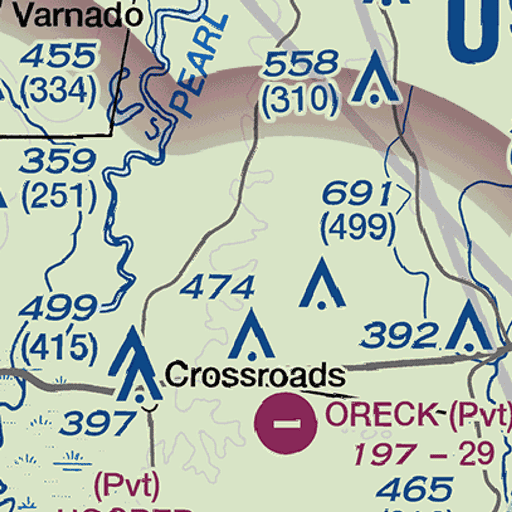 Varnado
455
(334)
PEARL
558
(310)
359
(251)
691
(499)
474
499
(415)
392
Crossroads
397
ORECK (Pvt)
197 - 29
(Pvt)
465